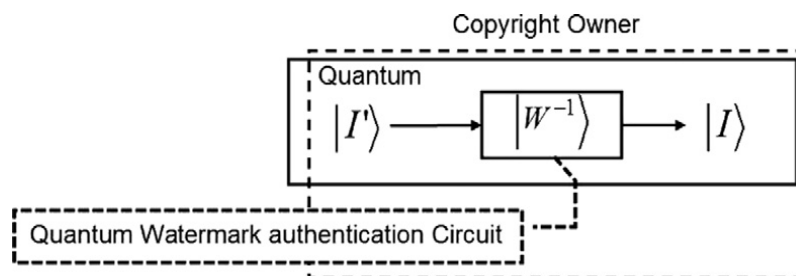 Copyright Owner
Quantum
|I'⟩ |W⁻¹⟩ |I⟩
Quantum Watermark authentication Circuit